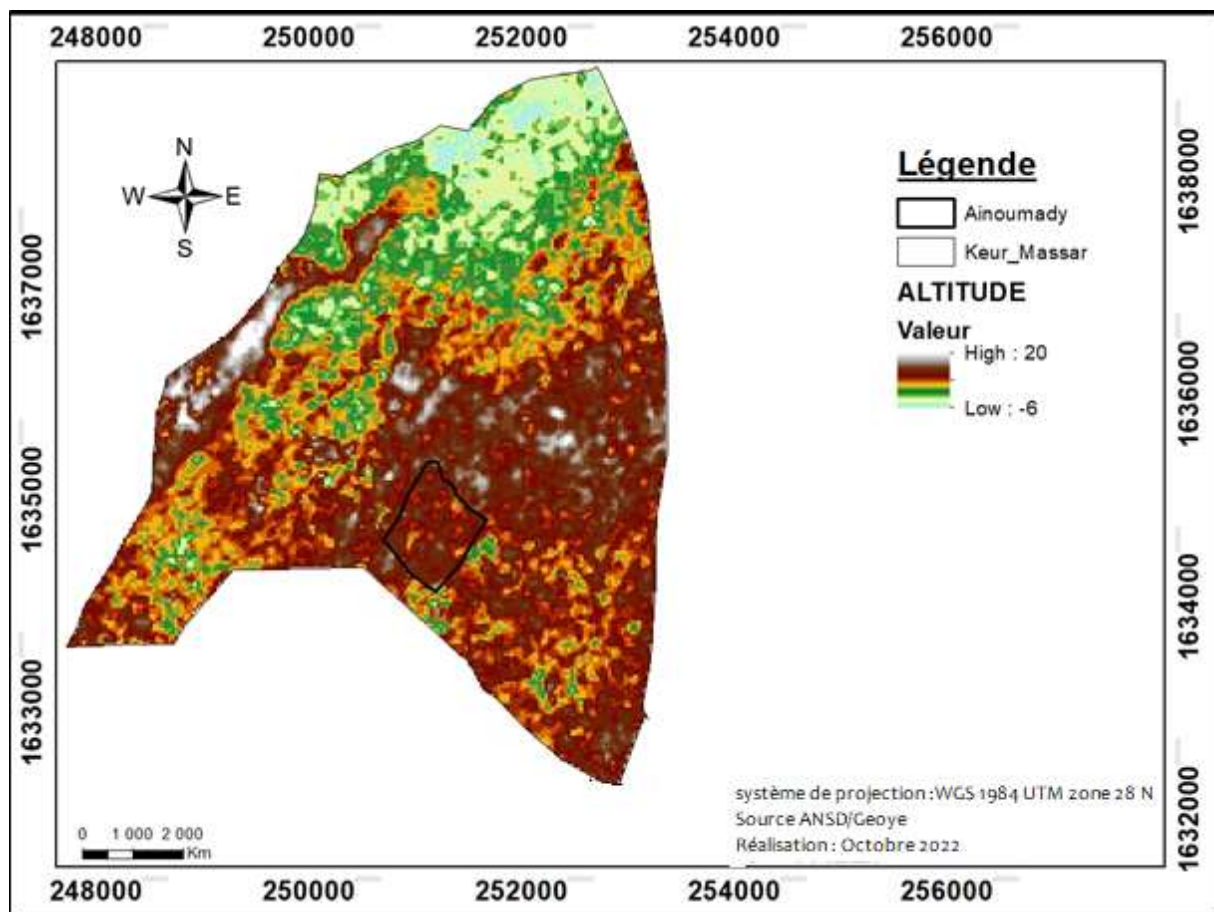 248000 250000 252000 254000 256000
N
W E
S
Légende
Ainoumady
Keur_Massar
ALTITUDE
Valeur
High : 20
Low : -6
1637000
1635000
1633000
1638000
1636000
1634000
1632000
système de projection :WGS 1984 UTM zone 28 N
Source ANSD/Geoye
Réalisation : Octobre 2022
0 1 000 2 000
Km
248000 250000 252000 254000 256000